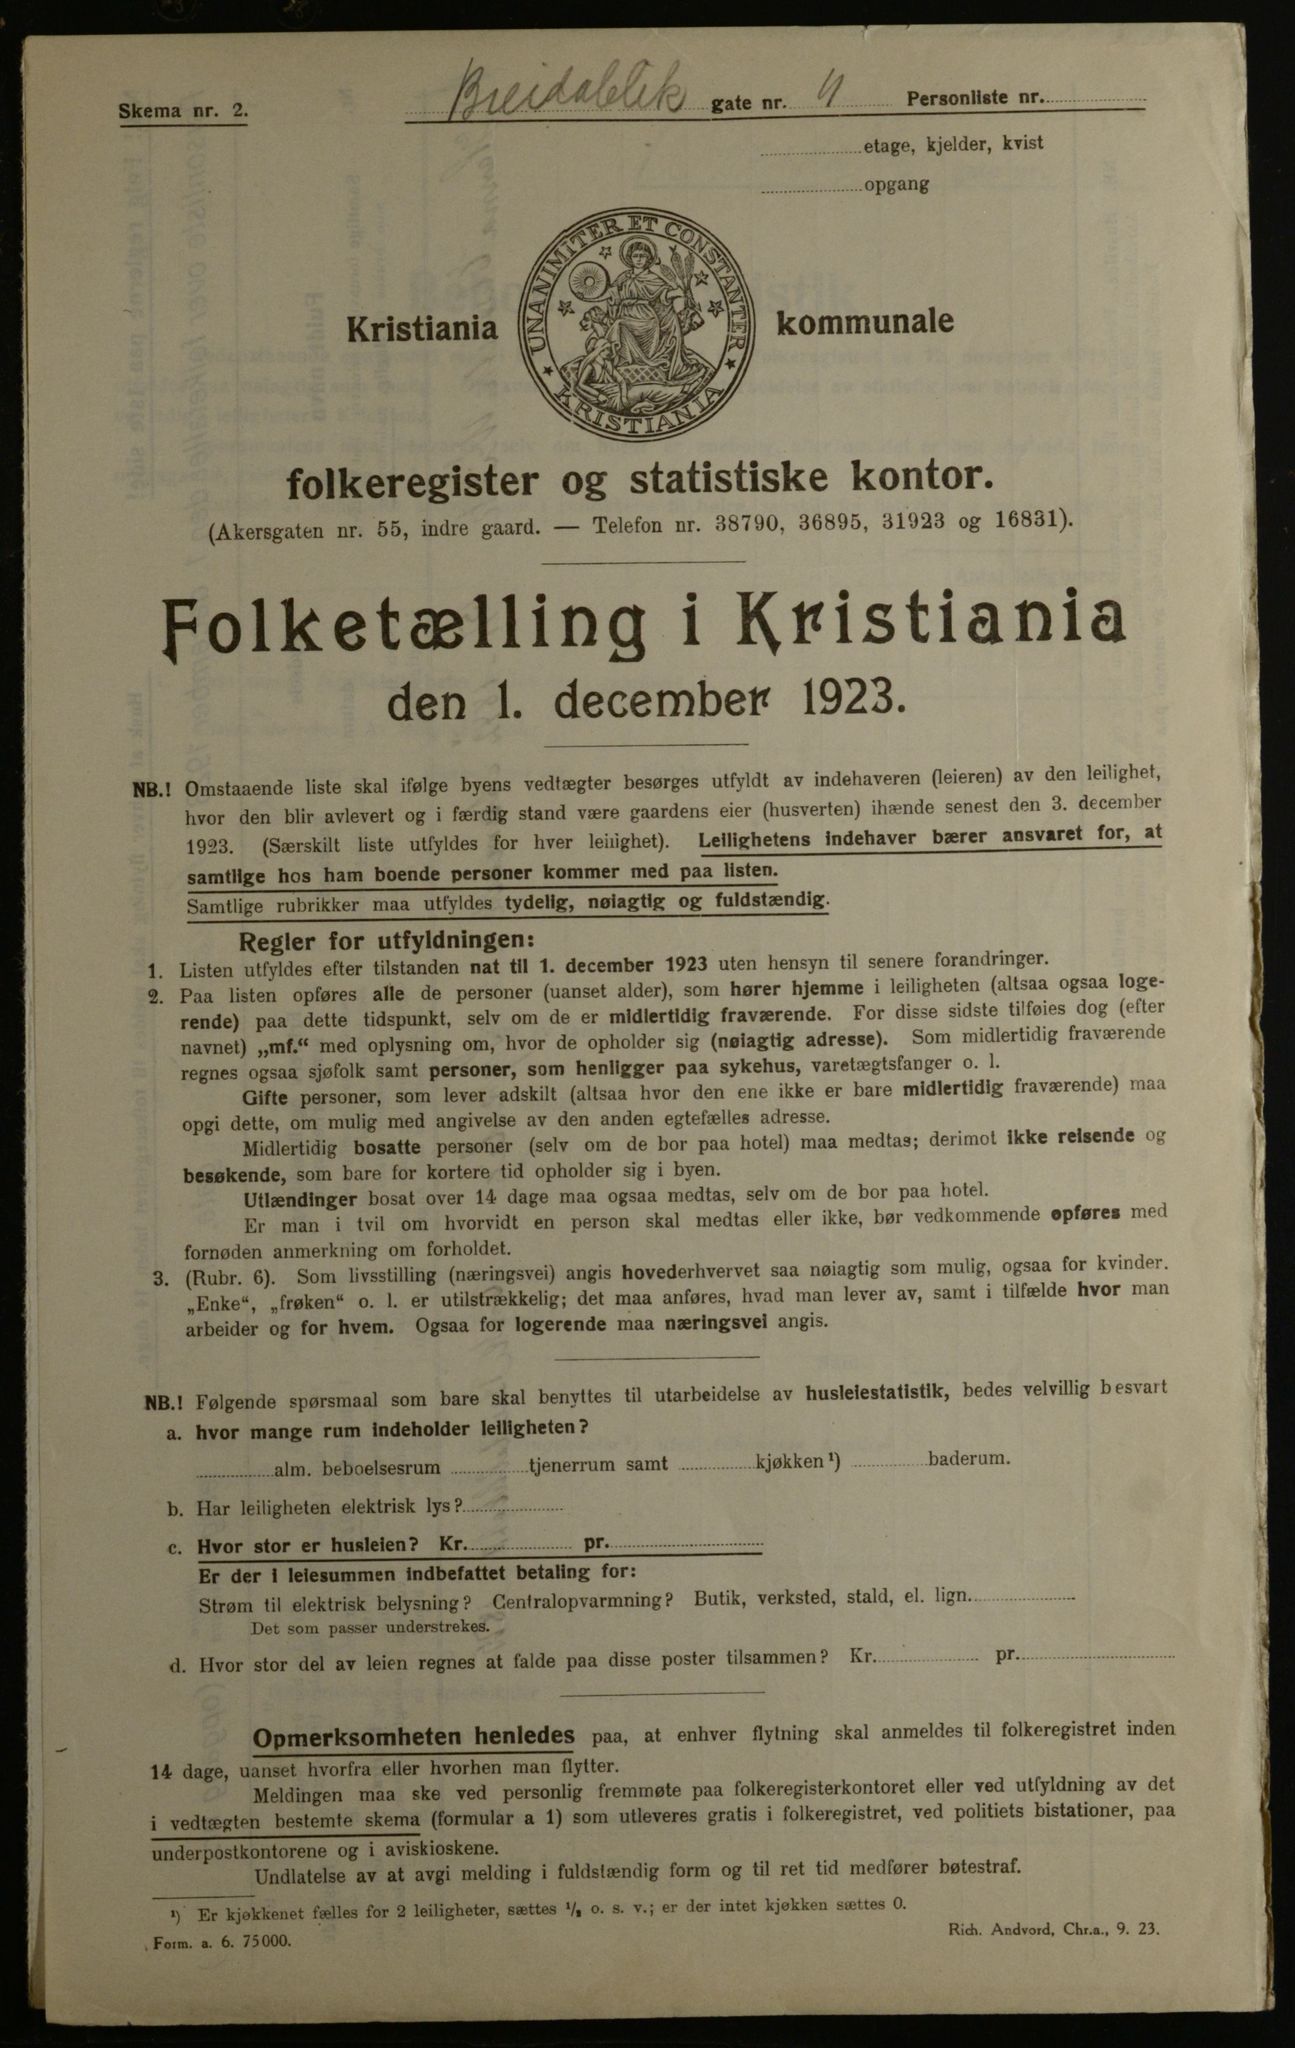 Skema nr. 2.
Breidablik gate nr. 4 Personliste nr.
etage, kjelder, kvist
opgang
UNANIMITER ET CONSTANTER
KRISTIANIA
Kristiania kommunale
folkeregister og statistiske kontor.
(Akersgaten nr. 55, indre gaard. — Telefon nr. 38790, 36895, 31923 og 16831).
Folketælling i Kristiania
den 1. december 1923.
NB.! Omstaaende liste skal ifølge byens vedtægter besørges utfyldt av indehaveren (leieren) av den leilighet,
hvor den blir avlevert og i færdig stand være gaardens eier (husverten) ihænde senest den 3. december
1923. (Særskilt liste utfyldes for hver leilighet). Leilighetens indehaver bærer ansvaret for, at
samtlige hos ham boende personer kommer med paa listen.
Samtlige rubrikker maa utfyldes tydelig, nøiagtig og fuldstændig.
Regler for utfyldningen:
1. Listen utfyldes efter tilstanden nat til 1. december 1923 uten hensyn til senere forandringer.
2. Paa listen opføres alle de personer (uanset alder), som hører hjemme i leiligheten (altsaa ogsaa loge-
rende) paa dette tidspunkt, selv om de er midlertidig fraværende. For disse sidste tilføies dog (efter
navnet) „mf.“ med oplysning om, hvor de opholder sig (nøiagtig adresse). Som midlertidig fraværende
regnes ogsaa sjøfolk samt personer, som henligger paa sykehus, varetægtsfanger o. l.
Gifte personer, som lever adskilt (altsaa hvor den ene ikke er bare midlertidig fraværende) maa
opgi dette, om mulig med angivelse av den anden egtefælles adresse.
Midlertidig bosatte personer (selv om de bor paa hotel) maa medtas; derimot ikke reisende og
besøkende, som bare for kortere tid opholder sig i byen.
Utlændinger bosat over 14 dage maa ogsaa medtas, selv om de bor paa hotel.
Er man i tvil om hvorvidt en person skal medtas eller ikke, bør vedkommende opføres med
fornøden anmerkning om forholdet.
3. (Rubr. 6). Som livsstilling (næringsvei) angis hovederhvervet saa nøiagtig som mulig, ogsaa for kvinder.
„Enke“, „frøken“ o. l. er utilstrækkelig; det maa anføres, hvad man lever av, samt i tilfælde hvor man
arbeider og for hvem. Ogsaa for logerende maa næringsvei angis.
NB.! Følgende spørsmaal som bare skal benyttes til utarbeidelse av husleiestatistik, bedes velvillig besvart
a. hvor mange rum indeholder leiligheten?
alm. beboelsesrum tjenerrum samt kjøkken¹) baderum.
b. Har leiligheten elektrisk lys?
c. Hvor stor er husleien? Kr. pr.
Er der i leiesummen indbefattet betaling for:
Strøm til elektrisk belysning? Centralopvarmning? Butik, verksted, stald, el. lign.
Det som passer understrekes.
d. Hvor stor del av leien regnes at falde paa disse poster tilsammen? Kr. pr.
Opmerksomheten henledes paa, at enhver flytning skal anmeldes til folkeregistret inden
14 dage, uanset hvorfra eller hvorhen man flytter.
Meldingen maa ske ved personlig fremmøte paa folkeregisterkontoret eller ved utfyldning av det
i vedtægten bestemte skema (formular a 1) som utleveres gratis i folkeregistret, ved politiets bistationer, paa
underpostkontorene og i aviskioskene.
Undlatelse av at avgi melding i fuldstændig form og til ret tid medfører bøtestraf.
¹) Er kjøkkenet fælles for 2 leiligheter, sættes ½ o. s. v.; er der intet kjøkken sættes 0.
Form. a. 6. 75000.
Rich. Andvord, Chr.a., 9. 23.